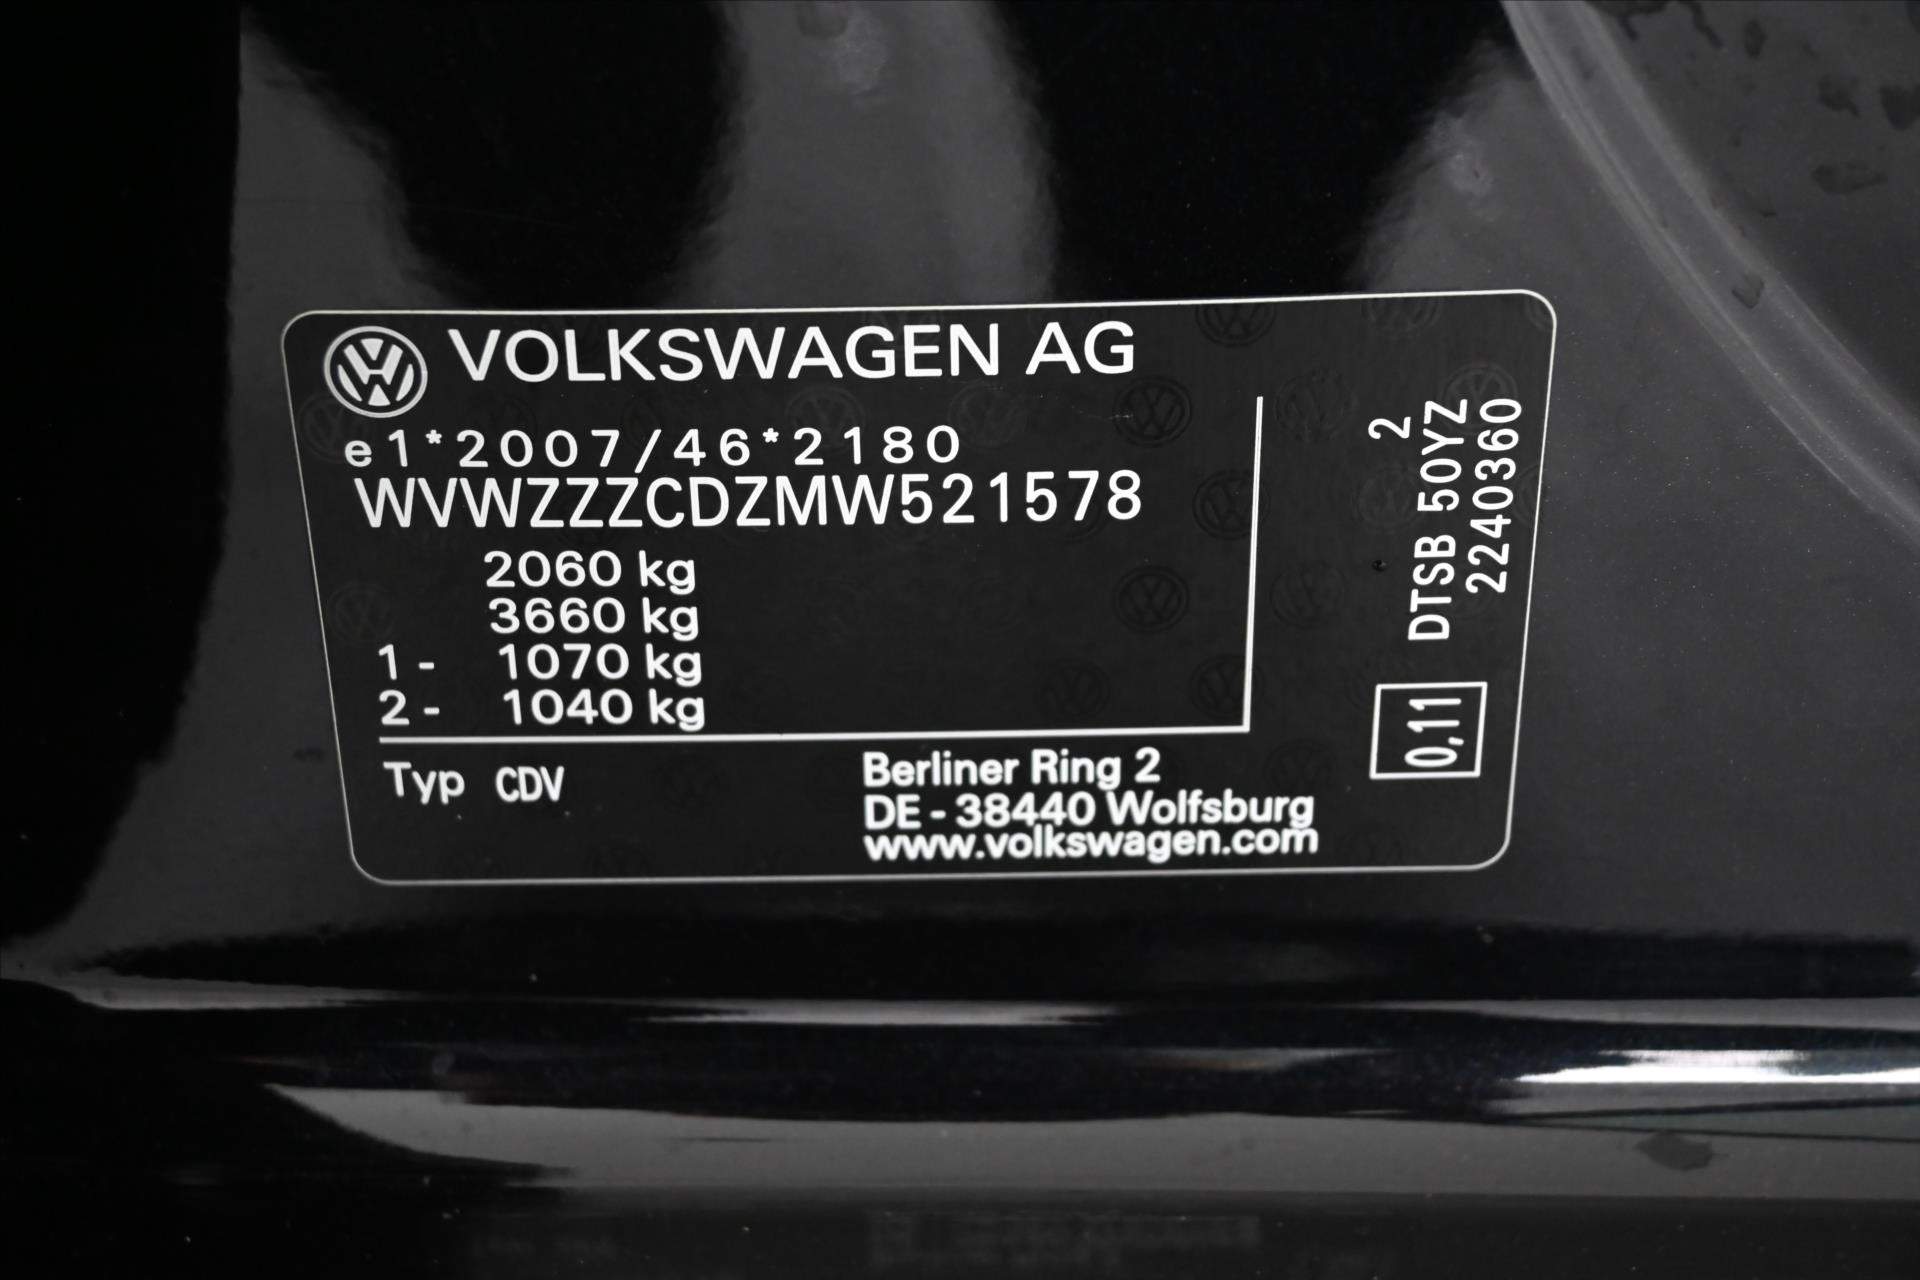 VOLKSWAGEN AG
e1*2007/46*2180
WVWZZZCDZMW521578
2060 kg
3660 kg
1 - 1070 kg
2 - 1040 kg
Typ CDV
Berliner Ring 2
DE - 38440 Wolfsburg
www.volkswagen.com
2
DTSB 50YZ
2240360
0,11